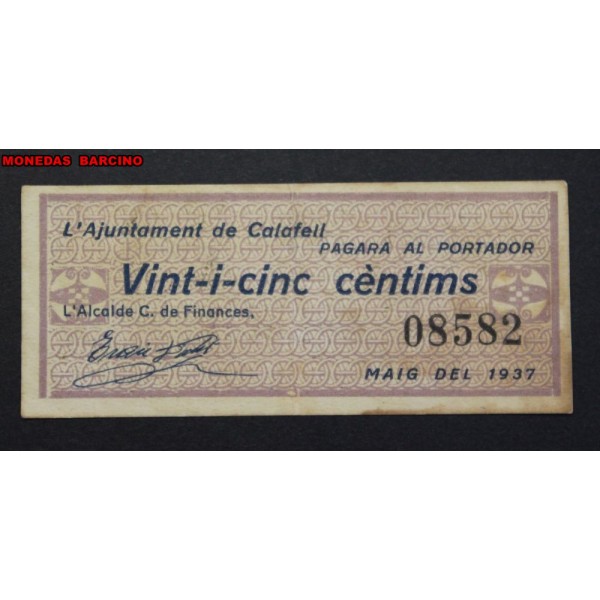 MONEDAS BARCINO
L'Ajuntament de Calafell
PAGARA AL PORTADOR
Vint-i-cinc cèntims
L'Alcalde C. de Finances,
08582
MAIG DEL 1937